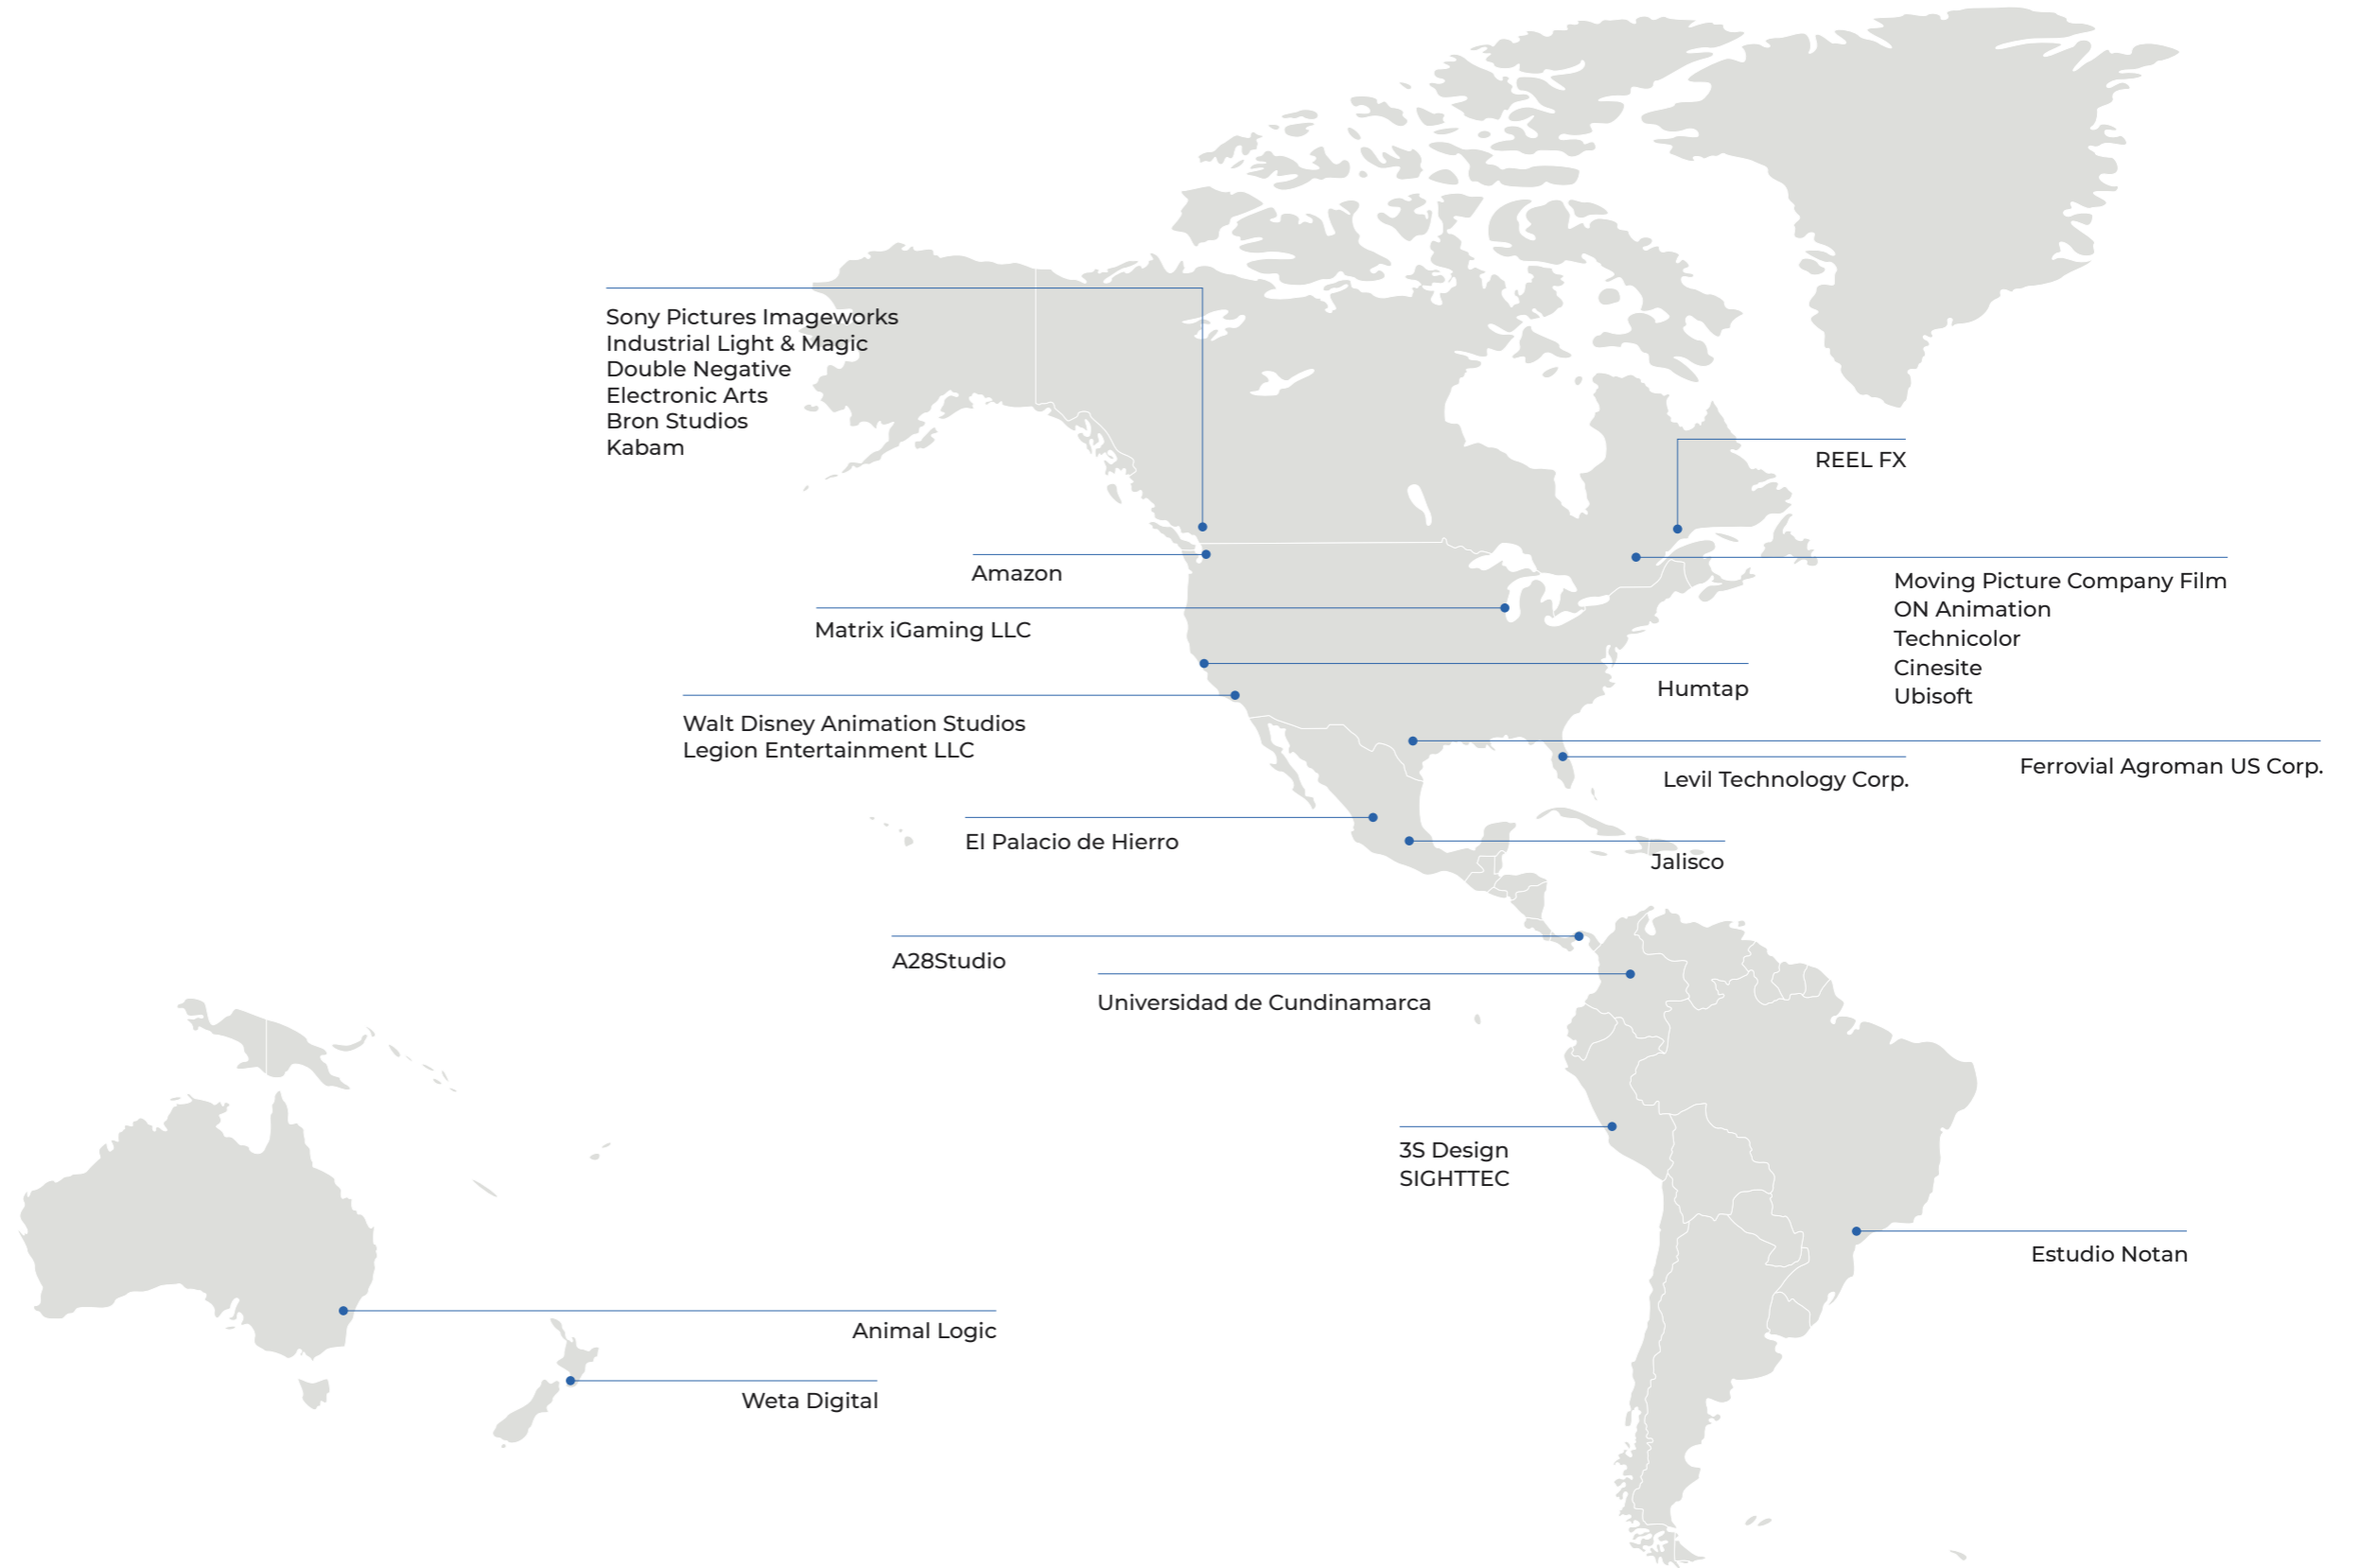 Sony Pictures Imageworks
Industrial Light & Magic
Double Negative
Electronic Arts
Bron Studios
Kabam
REEL FX
Amazon
Moving Picture Company Film
ON Animation
Technicolor
Cinesite
Ubisoft
Matrix iGaming LLC
Humtap
Walt Disney Animation Studios
Legion Entertainment LLC
Ferrovial Agroman US Corp.
Levil Technology Corp.
El Palacio de Hierro
Jalisco
A28Studio
Universidad de Cundinamarca
3S Design
SIGHTTEC
Estudio Notan
Animal Logic
Weta Digital